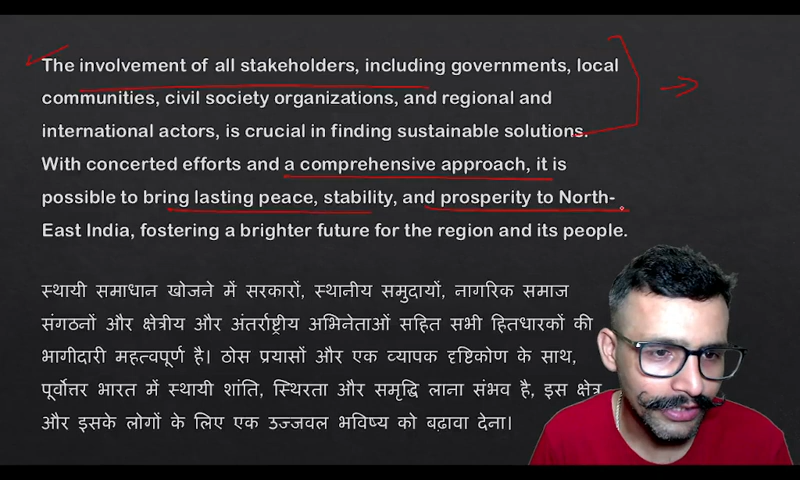 The involvement of all stakeholders, including governments, local
communities, civil society organizations, and regional and
international actors, is crucial in finding sustainable solutions.
With concerted efforts and a comprehensive approach, it is
possible to bring lasting peace, stability, and prosperity to North-
East India, fostering a brighter future for the region and its people.
स्थायी समाधान खोजने में सरकारों, स्थानीय समुदायों, नागरिक समाज
संगठनों और क्षेत्रीय और अंतर्राष्ट्रीय अभिनेताओं सहित सभी हितधारकों की
भागीदारी महत्वपूर्ण है। ठोस प्रयासों और एक व्यापक दृष्टिकोण के साथ,
पूर्वोत्तर भारत में स्थायी शांति, स्थिरता और समृद्धि लाना संभव है, इस क्षेत्र
और इसके लोगों के लिए एक उज्जवल भविष्य को बढ़ावा देना।